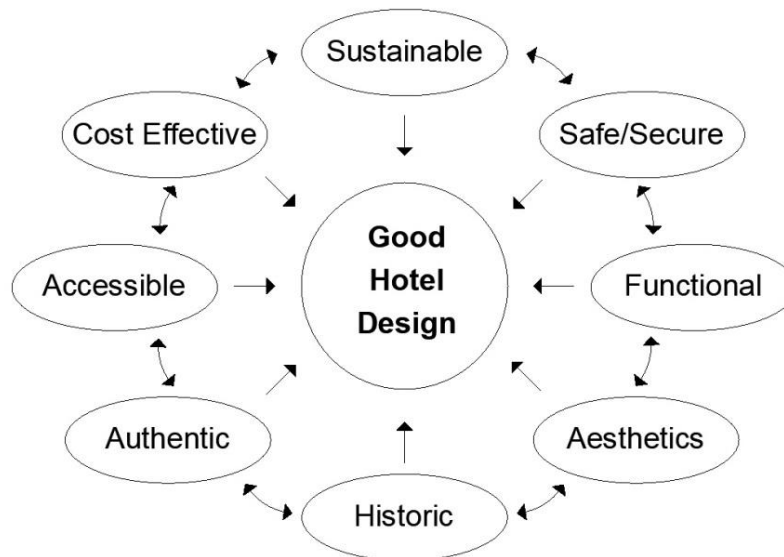 Sustainable
Cost Effective
Safe/Secure
Good
Hotel
Design
Accessible
Functional
Authentic
Aesthetics
Historic